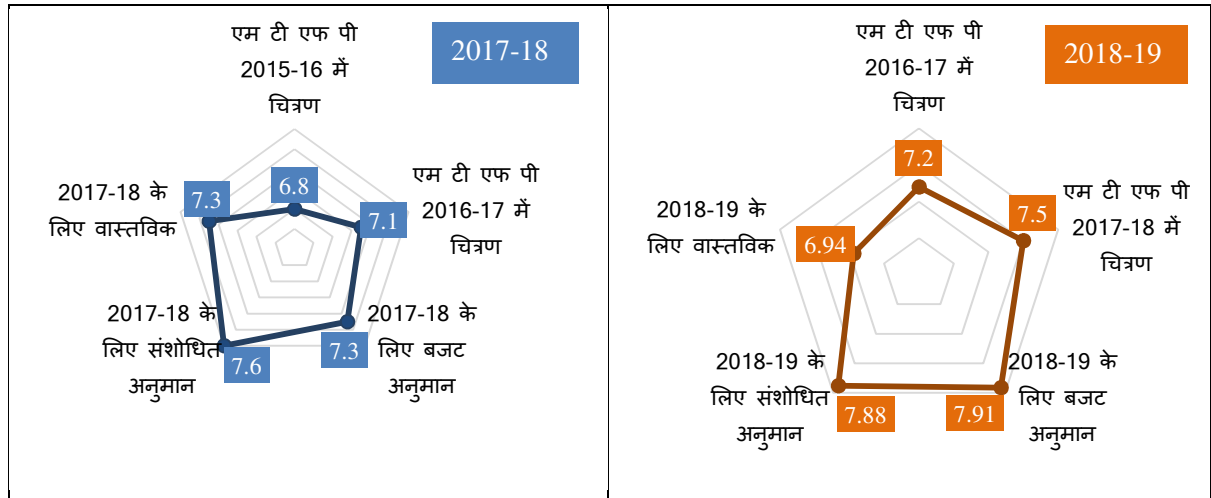 एम टी एफ पी
2015-16 में
चित्रण
2017-18
6.8
एम टी एफ पी
2016-17 में
चित्रण
7.1
2017-18 के
लिए बजट
अनुमान
7.3
2017-18 के
लिए संशोधित
अनुमान
7.6
2017-18 के
लिए वास्तविक
7.3
एम टी एफ पी
2016-17 में
चित्रण
2018-19
7.2
एम टी एफ पी
2017-18 में
चित्रण
7.5
2018-19 के
लिए बजट
अनुमान
7.91
2018-19 के
लिए संशोधित
अनुमान
7.88
2018-19 के
लिए वास्तविक
6.94